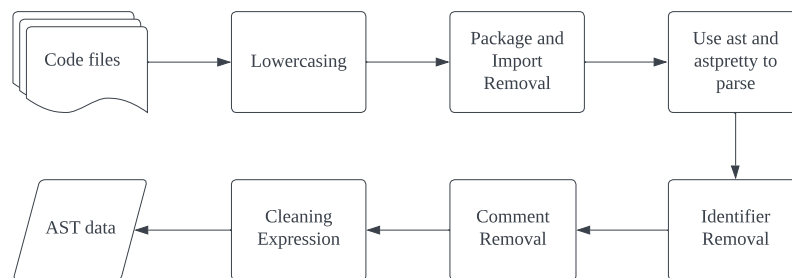 Code files
Lowercasing
Package and
Import
Removal
Use ast and
astpretty to
parse
Identifier
Removal
Comment
Removal
Cleaning
Expression
AST data